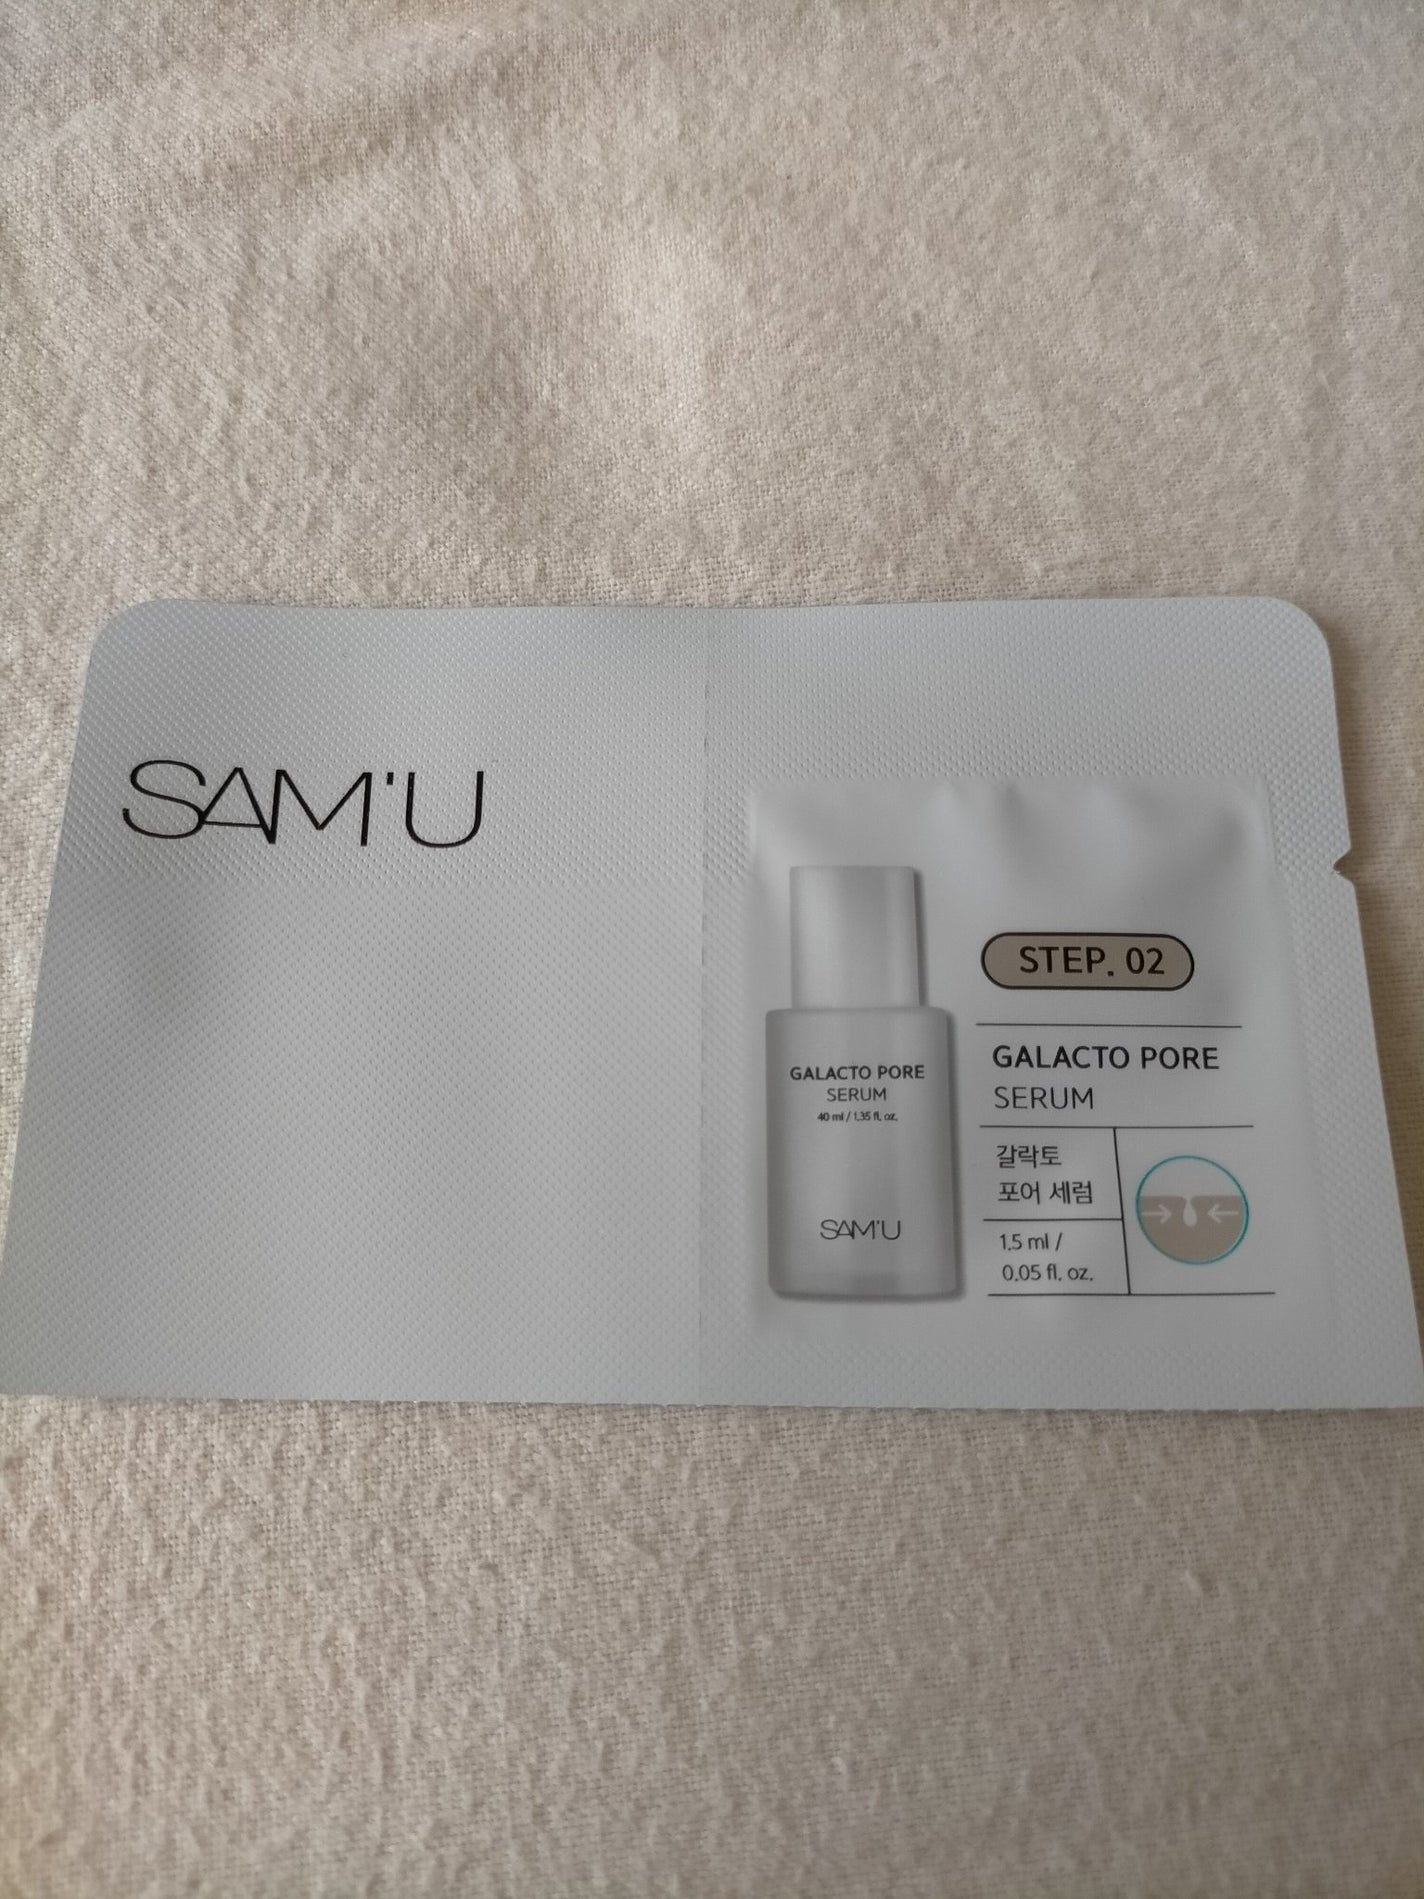 SAM'U
GALACTO PORE
SERUM
40 ml / 1.35 fl. oz.
SAM'U
STEP. 02
GALACTO PORE
SERUM
갈락토
포어 세럼
1.5 ml /
0.05 fl. oz.